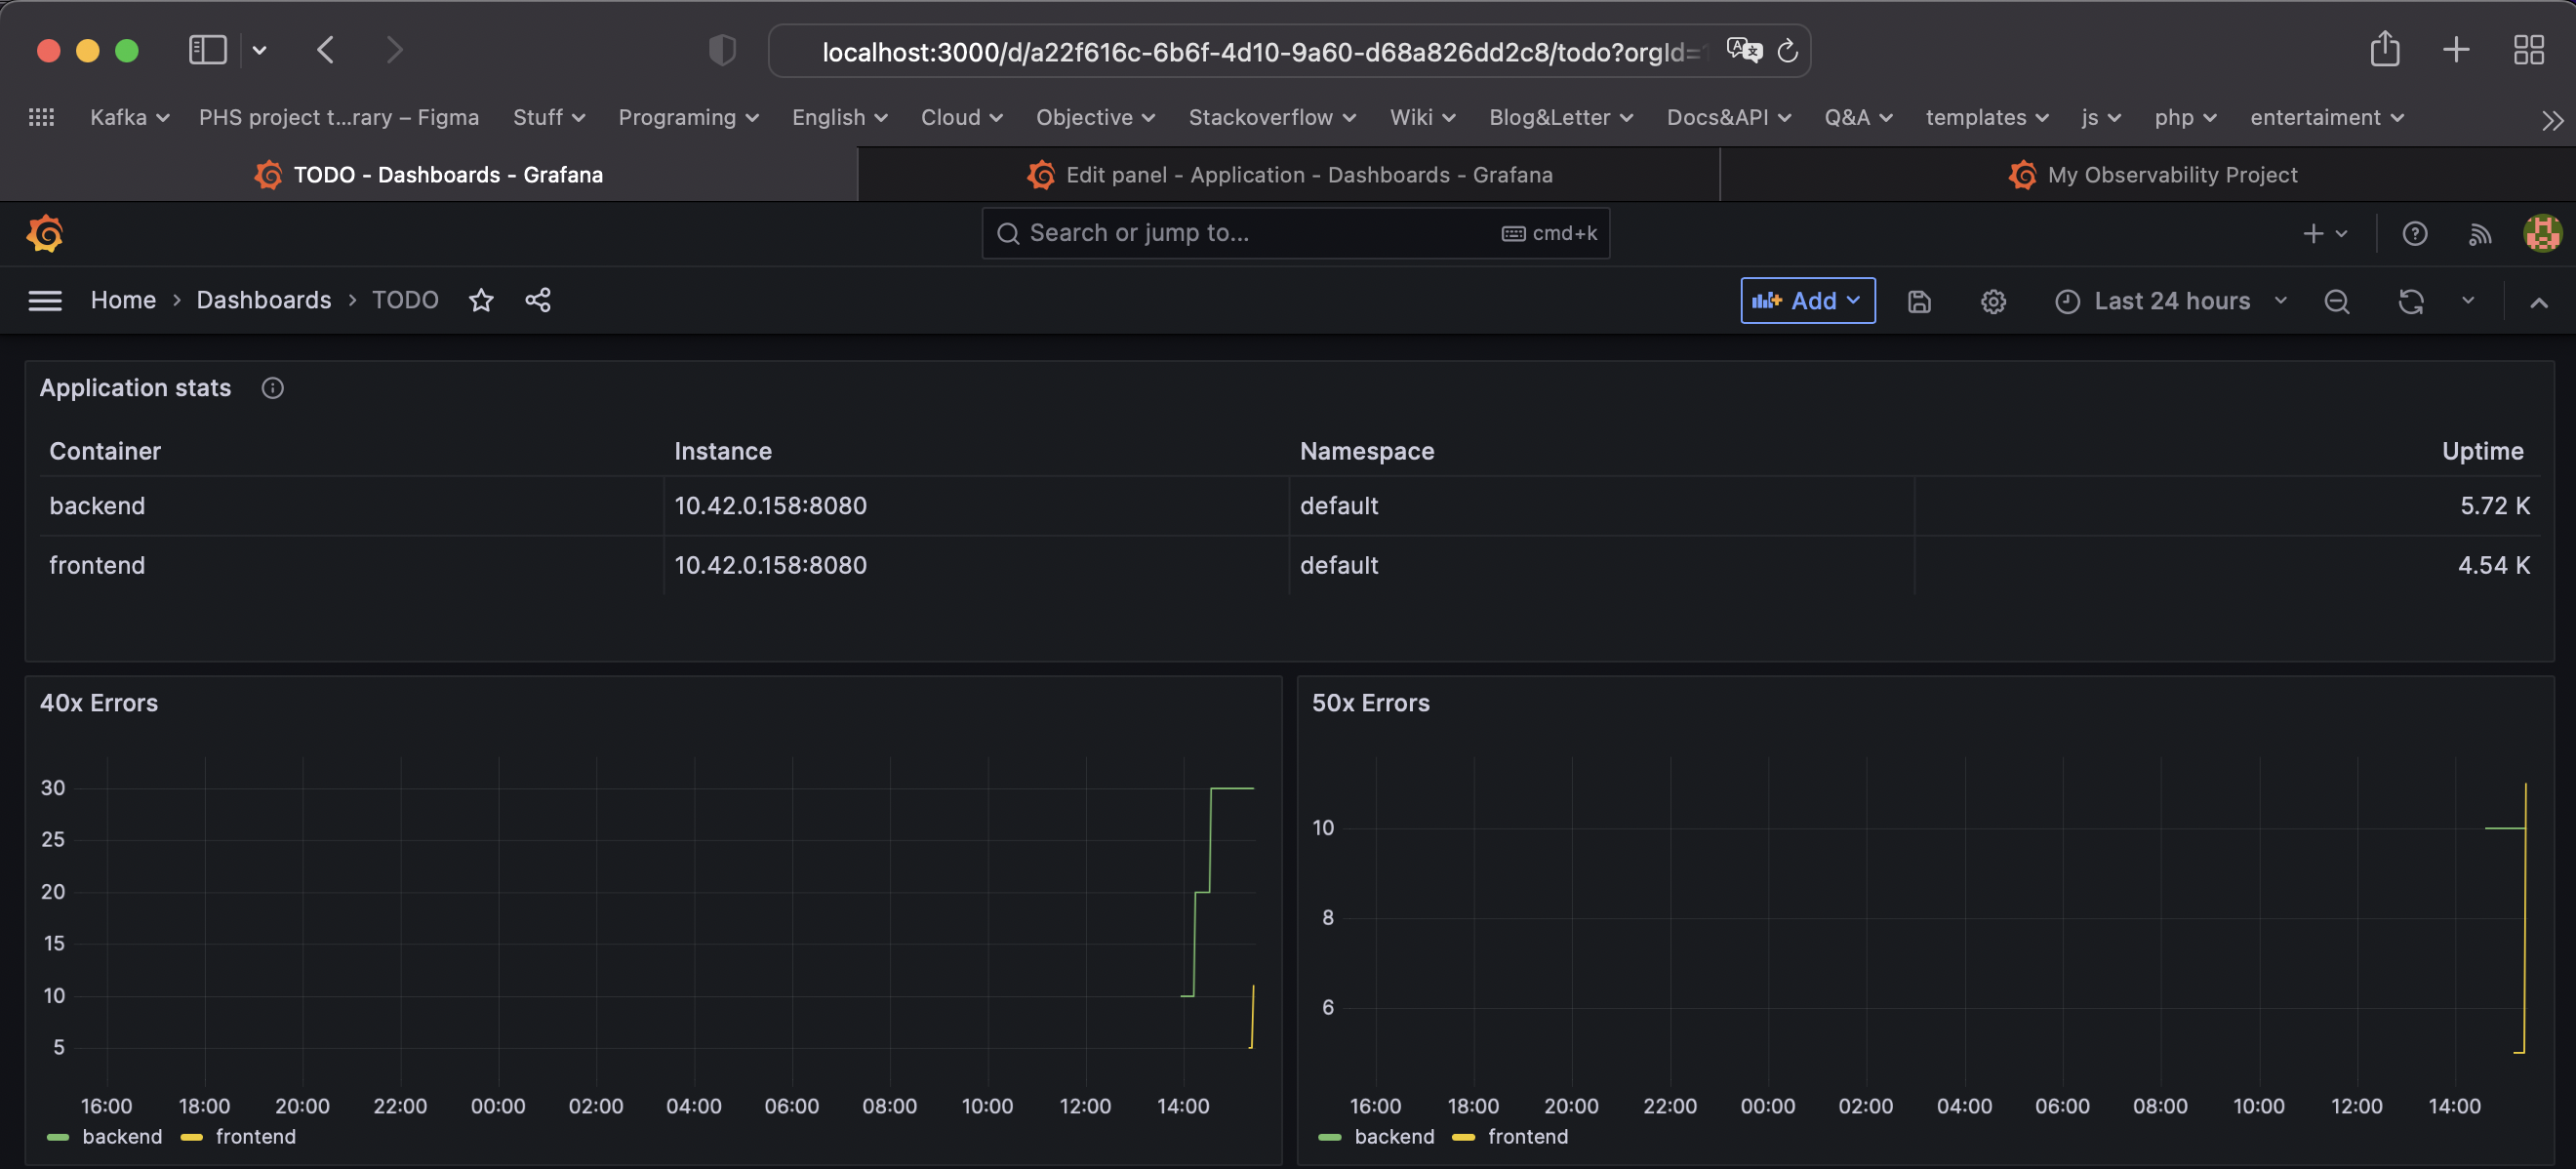 localhost:3000/d/a22f616c-6b6f-4d10-9a60-d68a826dd2c8/todo?orgId=
Kafka PHS project t...rary – Figma Stuff Programing English Cloud Objective Stackoverflow Wiki Blog&Letter Docs&API Q&A templates js php entertaiment
TODO - Dashboards - Grafana Edit panel - Application - Dashboards - Grafana My Observability Project
Search or jump to... cmd+k
Home Dashboards TODO Add Last 24 hours
Application stats
Container Instance Namespace Uptime
backend 10.42.0.158:8080 default 5.72 K
frontend 10.42.0.158:8080 default 4.54 K
40x Errors
30
25
20
15
10
5
16:00 18:00 20:00 22:00 00:00 02:00 04:00 06:00 08:00 10:00 12:00 14:00
backend frontend
50x Errors
10
8
6
16:00 18:00 20:00 22:00 00:00 02:00 04:00 06:00 08:00 10:00 12:00 14:00
backend frontend